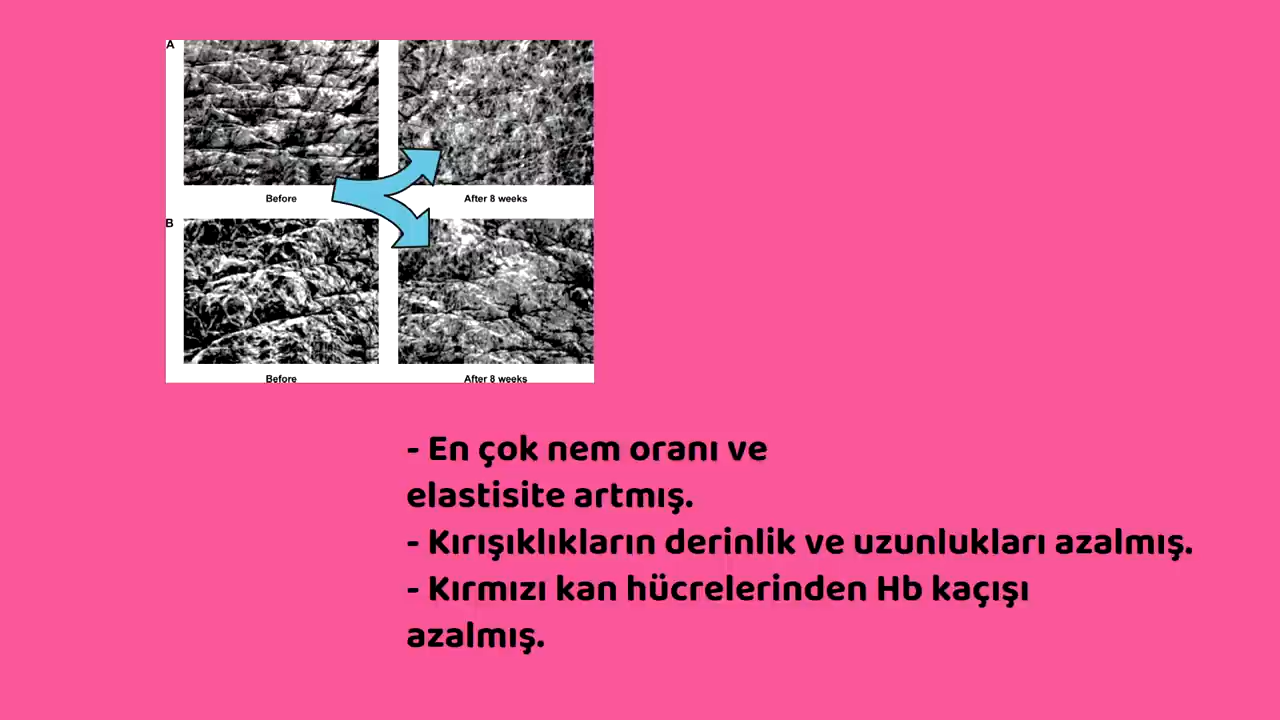 A
Before
After 8 weeks
B
Before
After 8 weeks
- En çok nem oranı ve
elastisite artmış.
- Kırışıklıkların derinlik ve uzunlukları azalmış.
- Kırmızı kan hücrelerinden Hb kaçışı
azalmış.